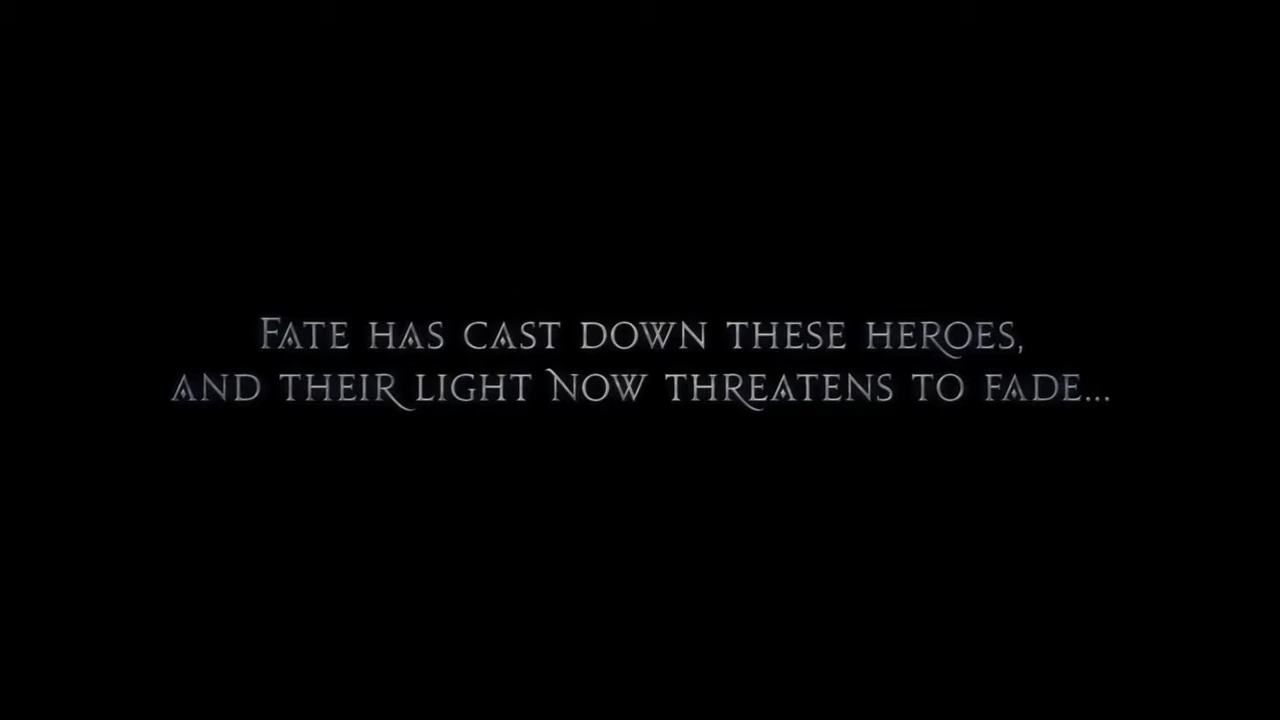 Fate has cast down these heroes,
and their light now threatens to fade...